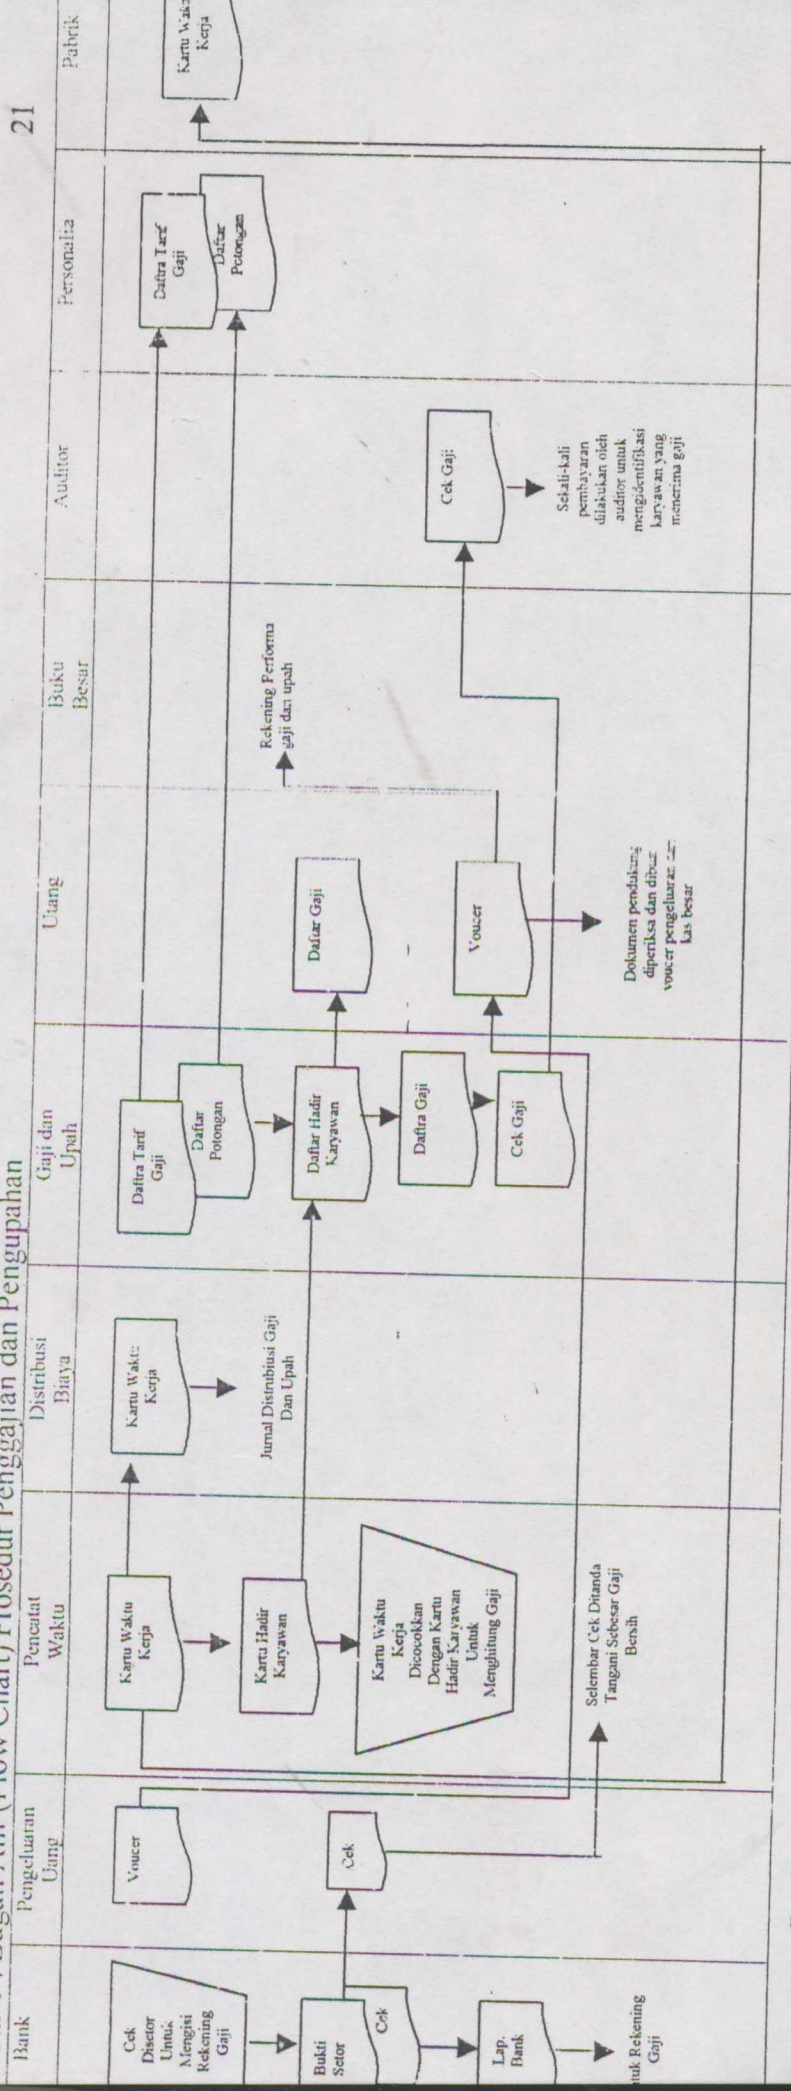 21
Bagan Alir (Flow Chart) Prosedur Penggajian dan Pengupahan
Bank
Pengeluaran
Uang
Pencatat
Waktu
Distribusi
Biaya
Gaji dan
Upah
Utang
Buku
Besar
Auditor
Personalia
Pabrik
Cek
Disetor
Untuk
Mengisi
Rekening
Gaji
Bukti
Setor
Cek
Lap.
Bank
Rekening
Gaji
Voucer
Cek
Selembar Cek Ditanda
Tangani Sebesar Gaji
Bersih
Kartu Waktu
Kerja
Kartu Hadir
Karyawan
Kartu Waktu
Kerja
Dicocokkan
Dengan Kartu
Hadir Karyawan
Untuk
Menghitung Gaji
Kartu Waktu
Kerja
Jurnal Distrubiusi Gaji
Dan Upah
Daftra Tarif
Gaji
Daftar
Potongan
Daftar Hadir
Karyawan
Daftra Gaji
Cek Gaji
Daftar Gaji
Voucer
Dokumen pendukung
diperiksa dan dibuat
voucer pengeluaran
kas besar
Rekening Performa
gaji dan upah
Cek Gaji
Sekali-kali
pembayaran
dilakukan oleh
auditor untuk
mengidentifikasi
karyawan yang
menerima gaji
Daftra Tarif
Gaji
Daftar
Potongan
Kartu
Kerja